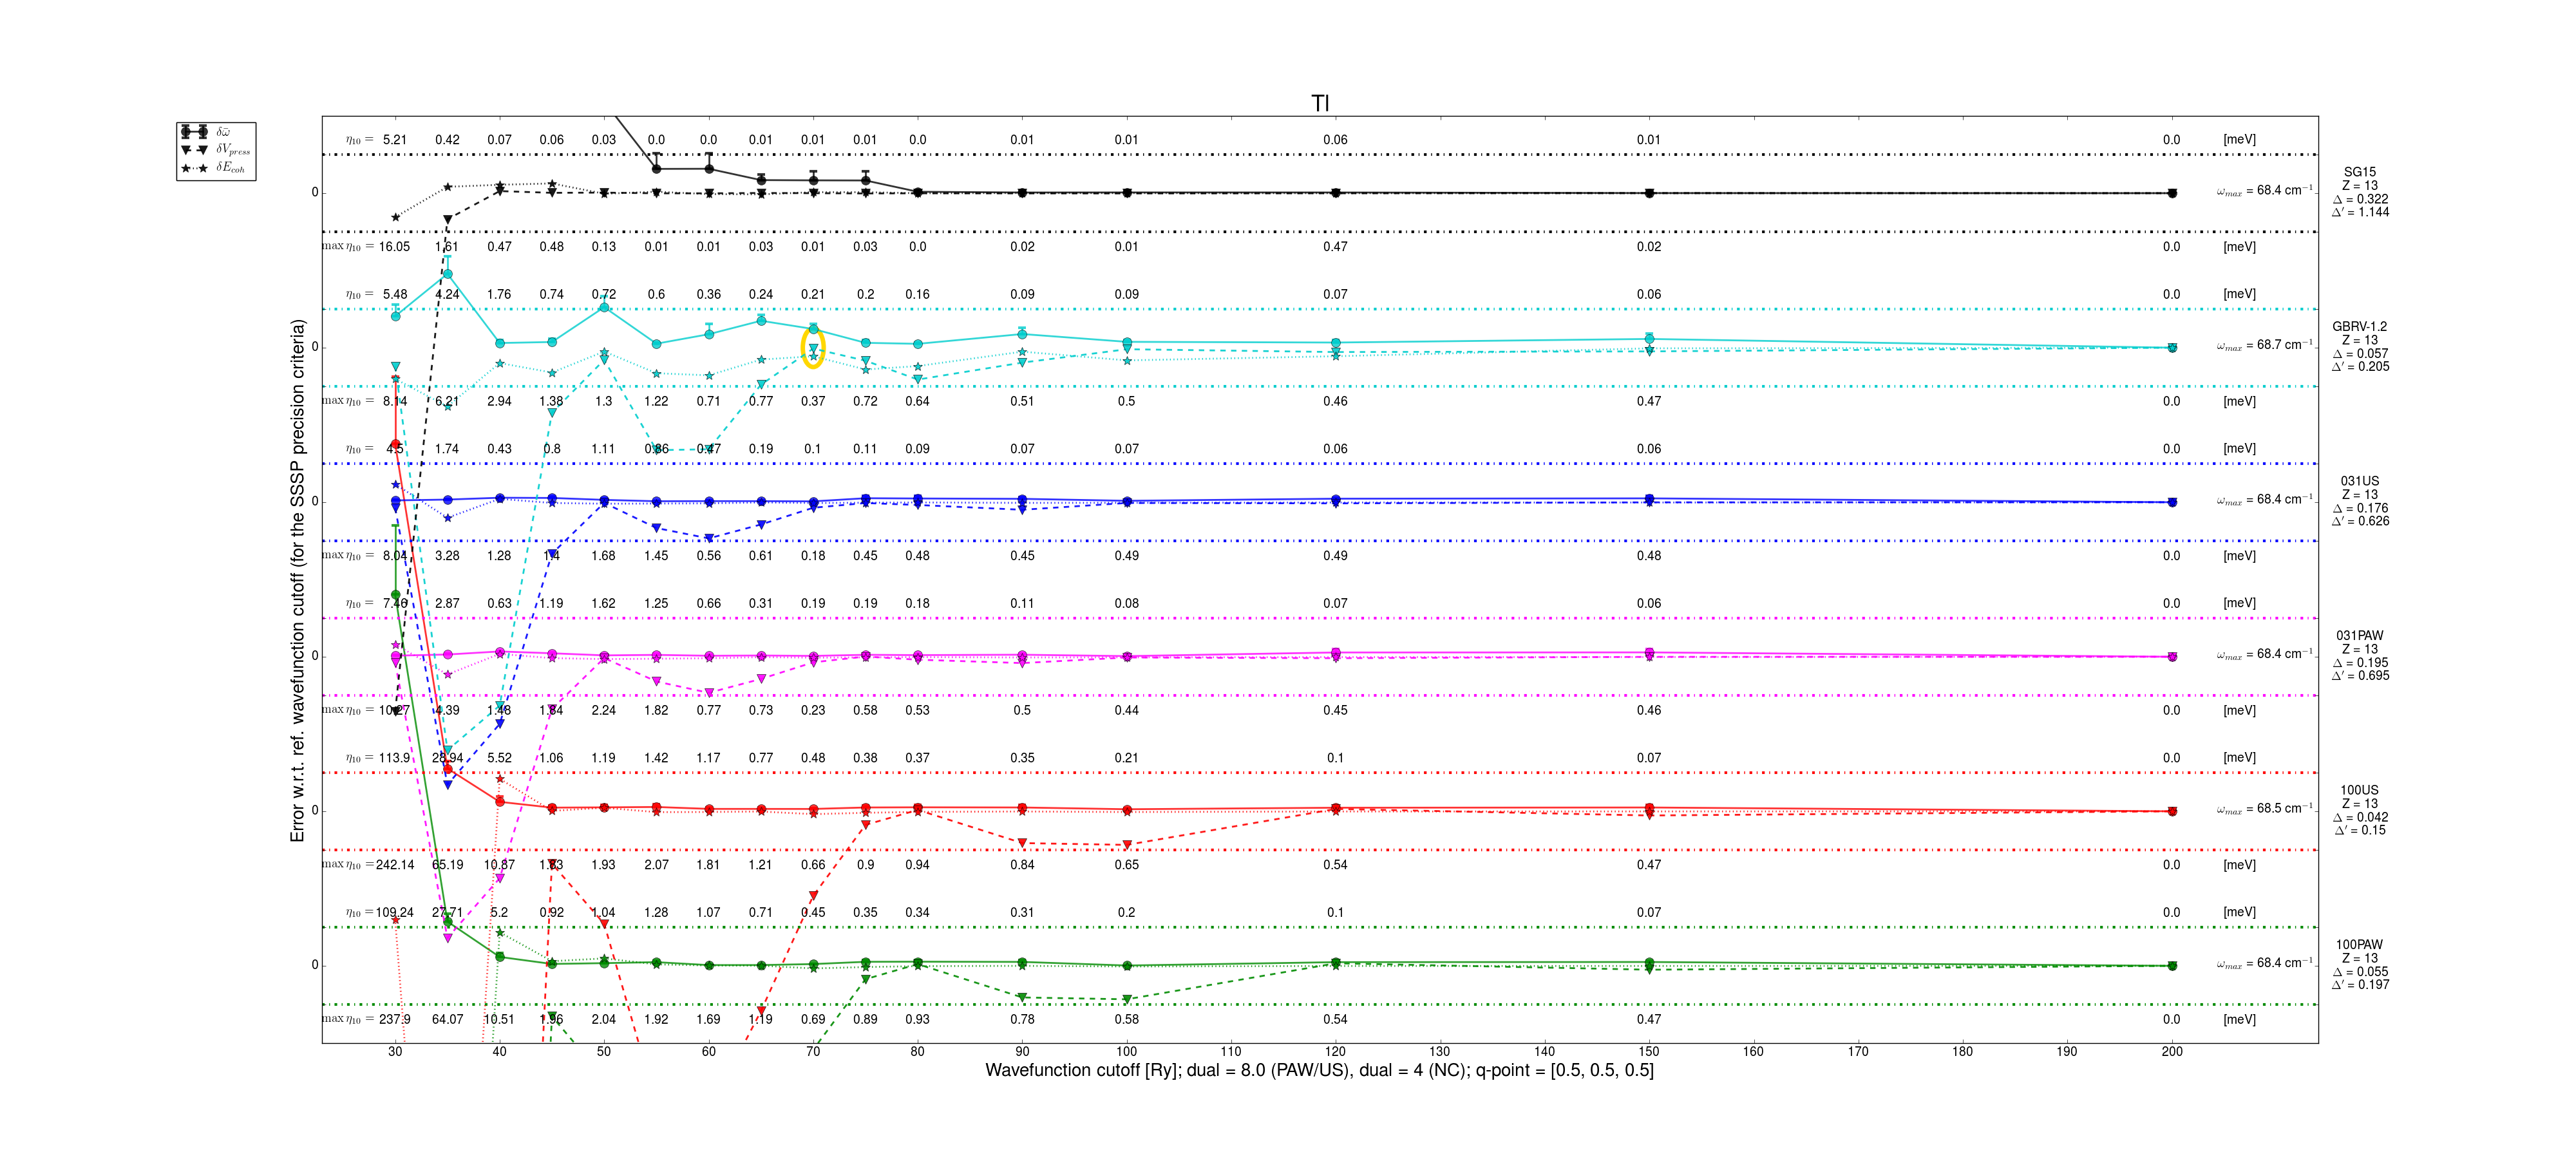 Tl
δω̄
δV_press
δE_coh
Error w.r.t. ref. wavefunction cutoff (for the SSSP precision criteria)
η₁₀ = 5.21 0.42 0.07 0.06 0.03 0.0 0.0 0.01 0.01 0.01 0.0 0.01 0.01 0.06 0.01 0.0 [meV]
0
ω_max = 68.4 cm⁻¹
SG15
Z = 13
Δ = 0.322
Δ' = 1.144
max η₁₀ = 16.05 1.61 0.47 0.48 0.13 0.01 0.01 0.03 0.01 0.03 0.0 0.02 0.01 0.47 0.02 0.0 [meV]
η₁₀ = 5.48 4.24 1.76 0.74 0.72 0.6 0.36 0.24 0.21 0.2 0.16 0.09 0.09 0.07 0.06 0.0 [meV]
0
ω_max = 68.7 cm⁻¹
GBRV-1.2
Z = 13
Δ = 0.057
Δ' = 0.205
max η₁₀ = 8.14 6.21 2.94 1.38 1.3 1.22 0.71 0.77 0.37 0.72 0.64 0.51 0.5 0.46 0.47 0.0 [meV]
η₁₀ = 4.5 1.74 0.43 0.8 1.11 0.86 0.47 0.19 0.1 0.11 0.09 0.07 0.07 0.06 0.06 0.0 [meV]
0
ω_max = 68.4 cm⁻¹
031US
Z = 13
Δ = 0.176
Δ' = 0.626
max η₁₀ = 8.04 3.28 1.28 1.4 1.68 1.45 0.56 0.61 0.18 0.45 0.48 0.45 0.49 0.49 0.48 0.0 [meV]
η₁₀ = 7.46 2.87 0.63 1.19 1.62 1.25 0.66 0.31 0.19 0.19 0.18 0.11 0.08 0.07 0.06 0.0 [meV]
0
ω_max = 68.4 cm⁻¹
031PAW
Z = 13
Δ = 0.195
Δ' = 0.695
max η₁₀ = 10.27 4.39 1.48 1.84 2.24 1.82 0.77 0.73 0.23 0.58 0.53 0.5 0.44 0.45 0.46 0.0 [meV]
η₁₀ = 113.9 28.94 5.52 1.06 1.19 1.42 1.17 0.77 0.48 0.38 0.37 0.35 0.21 0.1 0.07 0.0 [meV]
0
ω_max = 68.5 cm⁻¹
100US
Z = 13
Δ = 0.042
Δ' = 0.15
max η₁₀ = 242.14 65.19 10.87 1.83 1.93 2.07 1.81 1.21 0.66 0.9 0.94 0.84 0.65 0.54 0.47 0.0 [meV]
η₁₀ = 109.24 27.71 5.2 0.92 1.04 1.28 1.07 0.71 0.45 0.35 0.34 0.31 0.2 0.1 0.07 0.0 [meV]
0
ω_max = 68.4 cm⁻¹
100PAW
Z = 13
Δ = 0.055
Δ' = 0.197
max η₁₀ = 237.9 64.07 10.51 1.96 2.04 1.92 1.69 1.19 0.69 0.89 0.93 0.78 0.58 0.54 0.47 0.0 [meV]
30 40 50 60 70 80 90 100 110 120 130 140 150 160 170 180 190 200
Wavefunction cutoff [Ry]; dual = 8.0 (PAW/US), dual = 4 (NC); q-point = [0.5, 0.5, 0.5]